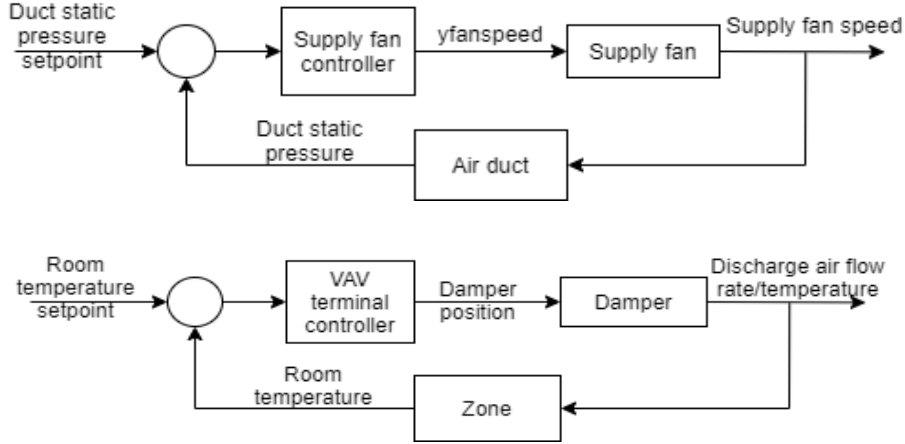 Duct static
pressure
setpoint
Supply fan
controller
yfanspeed
Supply fan
Supply fan speed
Duct static
pressure
Air duct
Room
temperature
setpoint
VAV
terminal
controller
Damper
position
Damper
Discharge air flow
rate/temperature
Room
temperature
Zone